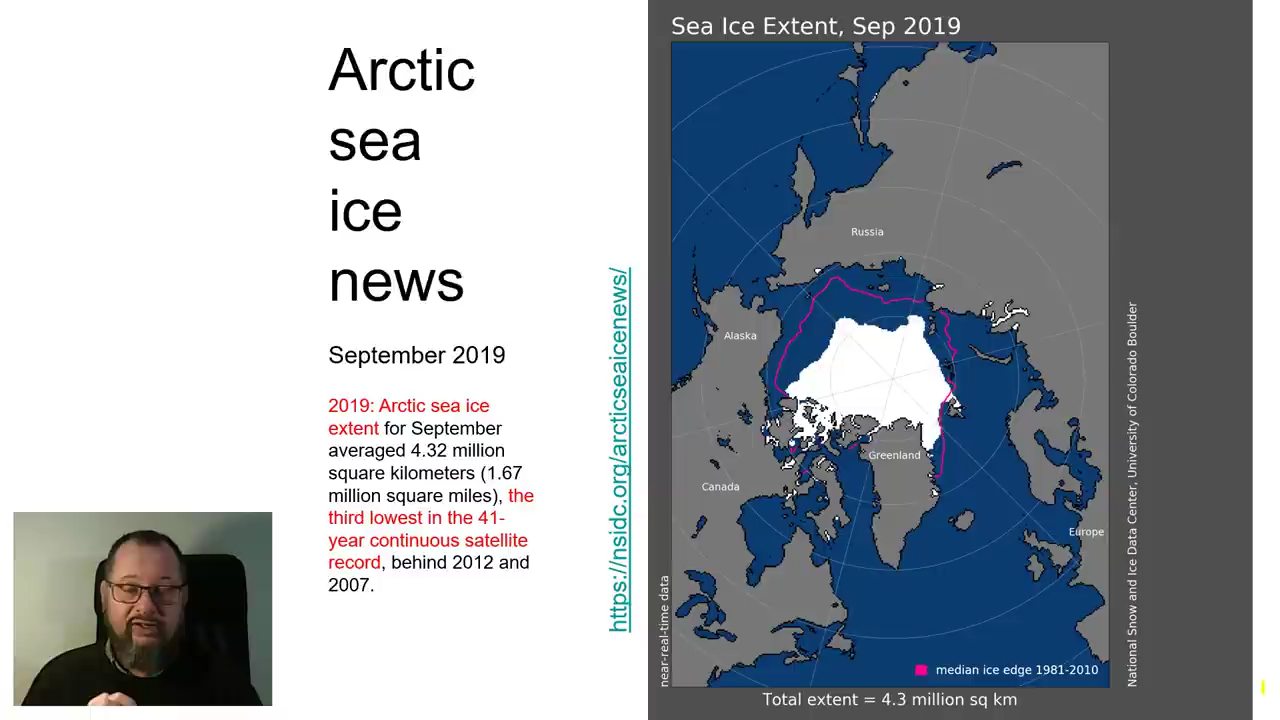 Arctic
sea
ice
news
September 2019
2019: Arctic sea ice
extent for September
averaged 4.32 million
square kilometers (1.67
million square miles), the
third lowest in the 41-
year continuous satellite
record, behind 2012 and
2007.
https://nsidc.org/arcticseaicenews/
Sea Ice Extent, Sep 2019
Russia
Alaska
Greenland
Canada
Europe
near-real-time data
median ice edge 1981-2010
Total extent = 4.3 million sq km
National Snow and Ice Data Center, University of Colorado Boulder